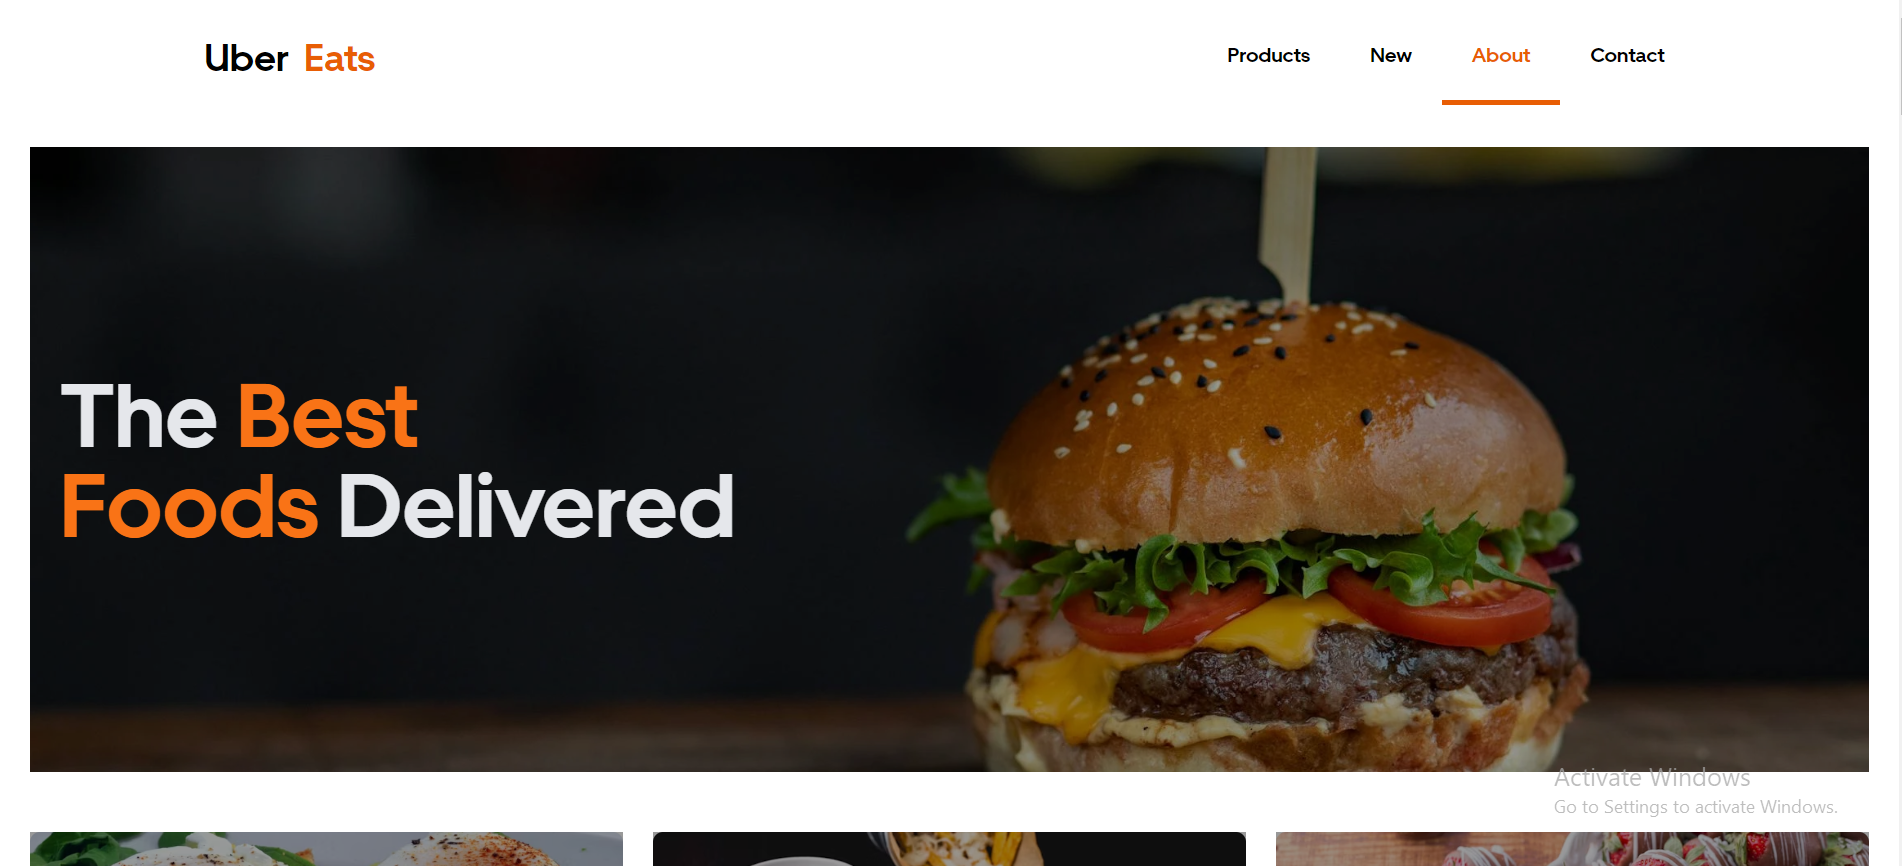 Uber Eats
Products
New
About
Contact
The Best
Foods Delivered
Activate Windows
Go to Settings to activate Windows.